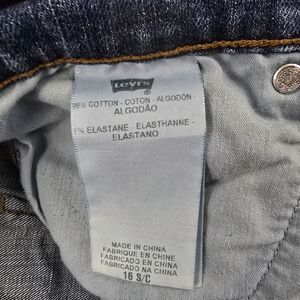 Levi's
®
99% COTTON - COTON - ALGODÓN -
ALGODÃO
1% ELASTANE - ELASTHANNE -
ELASTANO
MADE IN CHINA
FABRIQUE EN CHINE
FABRICADO EN CHINA
FABRICADO NA CHINA
16 S/C